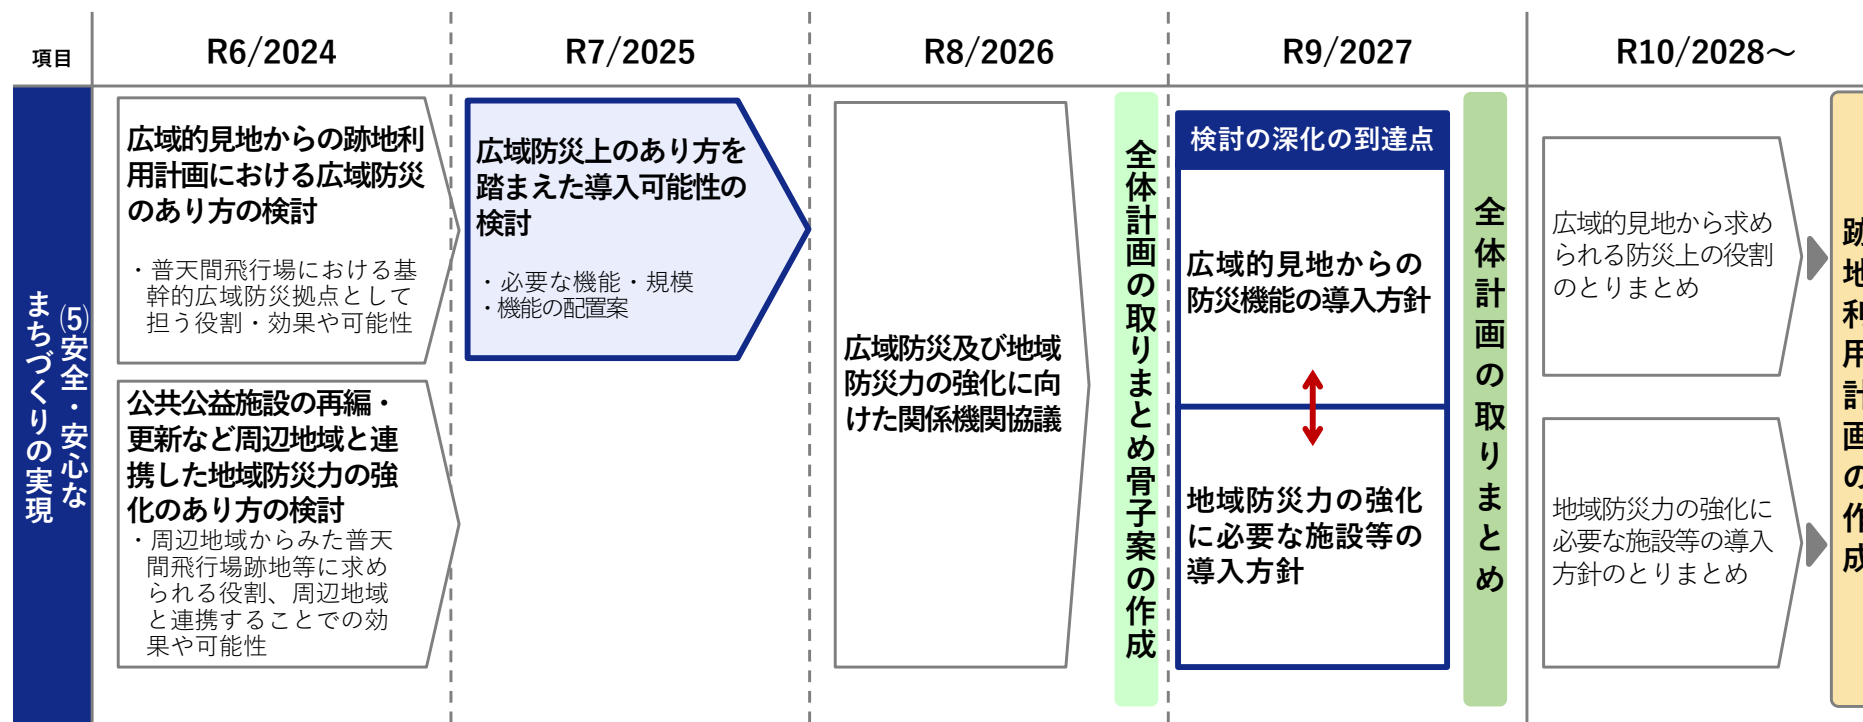 項目
R6/2024
R7/2025
R8/2026
R9/2027
R10/2028～
(5)安全・安心な
まちづくりの実現
広域的見地からの跡地利
用計画における広域防災
のあり方の検討
・普天間飛行場における基
幹的広域防災拠点として
担う役割・効果や可能性
公共公益施設の再編・
更新など周辺地域と連
携した地域防災力の強
化のあり方の検討
・周辺地域からみた普天
間飛行場跡地等に求め
られる役割、周辺地域
と連携することでの効
果や可能性
広域防災上のあり方を
踏まえた導入可能性の
検討
・必要な機能・規模
・機能の配置案
広域防災及び地域
防災力の強化に向
けた関係機関協議
全体計画の取りまとめ骨子案の作成
検討の深化の到達点
広域的見地からの
防災機能の導入方針
地域防災力の強化
に必要な施設等の
導入方針
全体計画の取りまとめ
広域的見地から求め
られる防災上の役割
のとりまとめ
地域防災力の強化に
必要な施設等の導入
方針のとりまとめ
跡地利用計画の作成